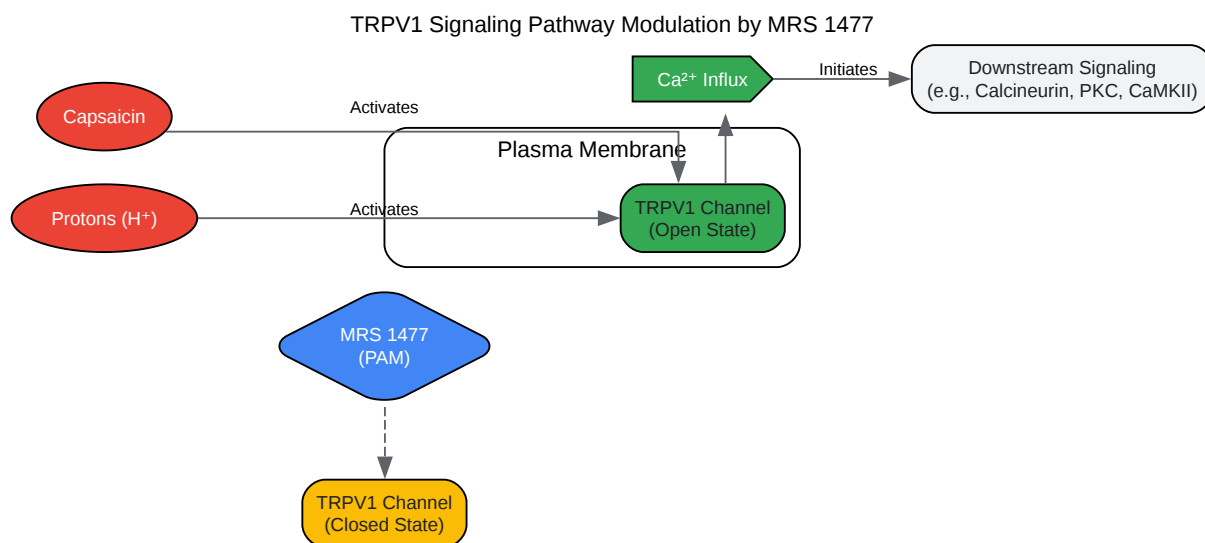 TRPV1 Signaling Pathway Modulation by MRS 1477
Ca²⁺ Influx
Initiates
Downstream Signaling
(e.g., Calcineurin, PKC, CaMKII)
Capsaicin
Activates
Plasma Membrane
Protons (H⁺)
Activates
TRPV1 Channel
(Open State)
MRS 1477
(PAM)
TRPV1 Channel
(Closed State)